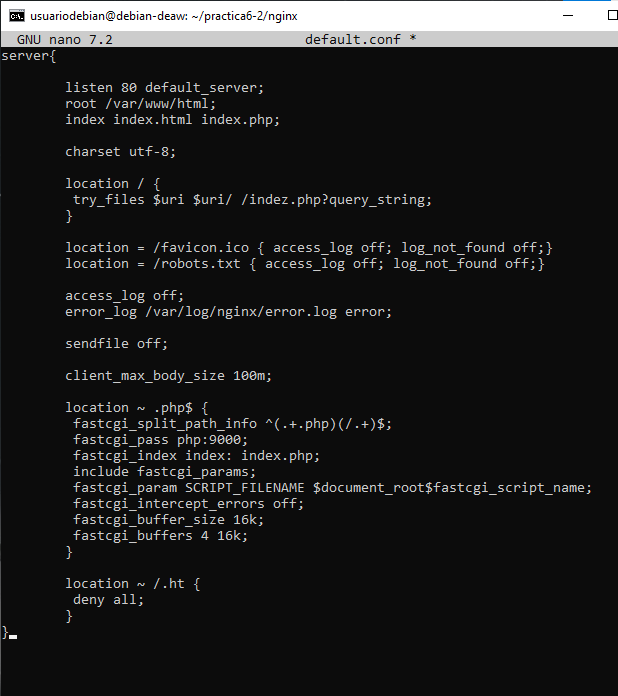 usuariodebian@debian-deaw: ~/practica6-2/nginx
GNU nano 7.2 default.conf *
server{
listen 80 default_server;
root /var/www/html;
index index.html index.php;
charset utf-8;
location / {
try_files $uri $uri/ /indez.php?query_string;
}
location = /favicon.ico { access_log off; log_not_found off;}
location = /robots.txt { access_log off; log_not_found off;}
access_log off;
error_log /var/log/nginx/error.log error;
sendfile off;
client_max_body_size 100m;
location ~ .php$ {
fastcgi_split_path_info ^(.+.php)(/.+)$;
fastcgi_pass php:9000;
fastcgi_index index: index.php;
include fastcgi_params;
fastcgi_param SCRIPT_FILENAME $document_root$fastcgi_script_name;
fastcgi_intercept_errors off;
fastcgi_buffer_size 16k;
fastcgi_buffers 4 16k;
}
location ~ /.ht {
deny all;
}
}